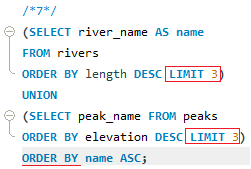 /*7*/
(SELECT river_name AS name
FROM rivers
ORDER BY length DESC LIMIT 3)
UNION
(SELECT peak_name FROM peaks
ORDER BY elevation DESC LIMIT 3)
ORDER BY name ASC;